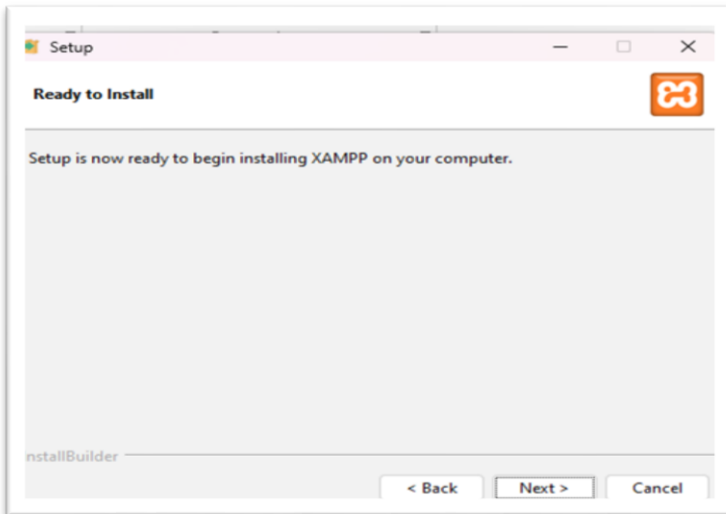 Setup
Ready to Install
Setup is now ready to begin installing XAMPP on your computer.
nstallBuilder
< Back Next > Cancel